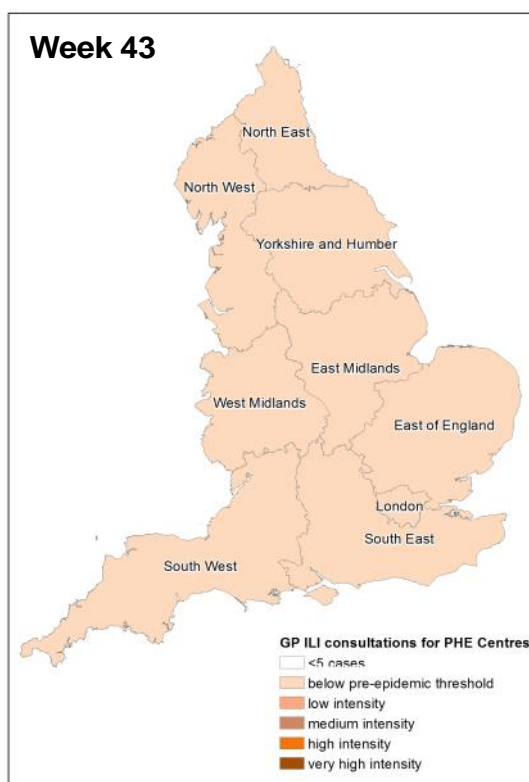 Week 43
North East
North West
Yorkshire and Humber
East Midlands
West Midlands
East of England
London
South East
South West
GP ILI consultations for PHE Centres
<5 cases
below pre-epidemic threshold
low intensity
medium intensity
high intensity
very high intensity